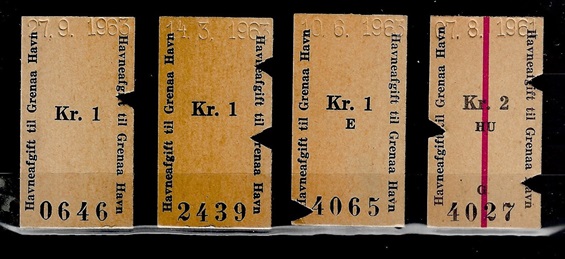 27.9.1963
Havneafgift til Grenaa Havn
Kr. 1
Havneafgift til Grenaa Havn
0646
14.3.1963
Havneafgift til Grenaa Havn
Kr. 1
Havneafgift til Grenaa Havn
2439
10.6.196
Havneafgift til Grenaa Havn
Kr. 1
E
Havneafgift til Grenaa Havn
4065
27.8.1961
Havneafgift til Grenaa Havn
Kr. 2
HU
Havneafgift til Grenaa Havn
a
4027